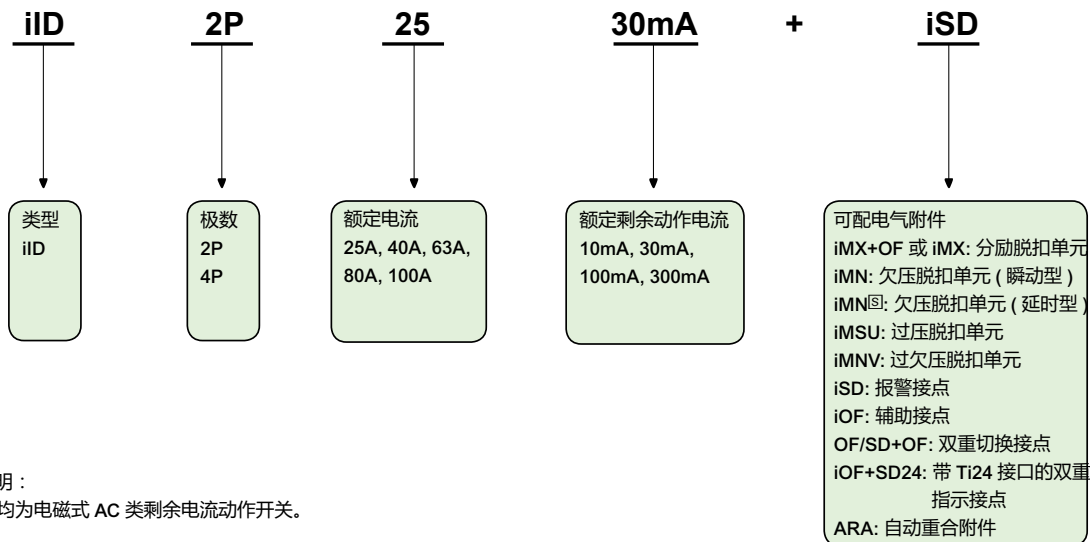 iID 2P 25 30mA + iSD
类型
iID
极数
2P
4P
额定电流
25A, 40A, 63A,
80A, 100A
额定剩余动作电流
10mA, 30mA,
100mA, 300mA
可配电气附件
iMX+OF 或 iMX: 分励脱扣单元
iMN: 欠压脱扣单元 ( 瞬动型 )
iMN🅂: 欠压脱扣单元 ( 延时型 )
iMSU: 过压脱扣单元
iMNV: 过欠压脱扣单元
iSD: 报警接点
iOF: 辅助接点
OF/SD+OF: 双重切换接点
iOF+SD24: 带 Ti24 接口的双重
指示接点
ARA: 自动重合附件
明：
均为电磁式 AC 类剩余电流动作开关。